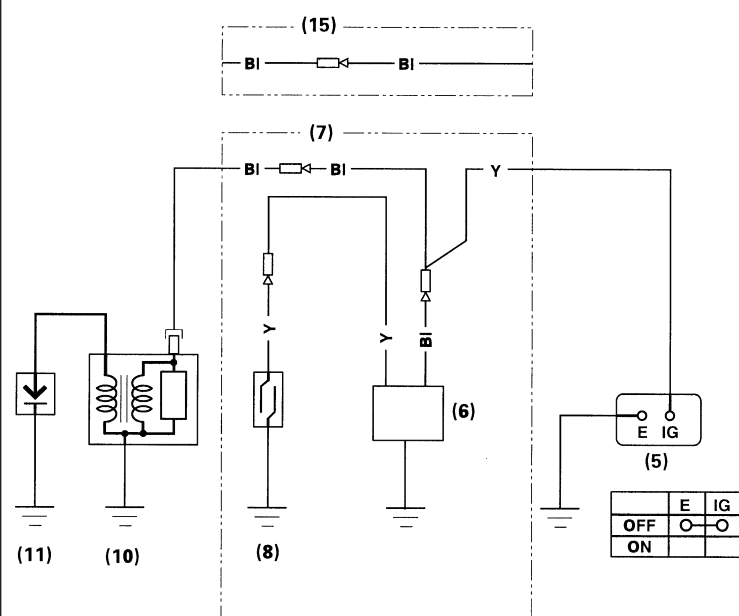 (15)
Bl Bl
(7)
Bl Bl Y
Y Y Bl
(6)
E IG
(5)
E IG
OFF
ON
(11) (10) (8)